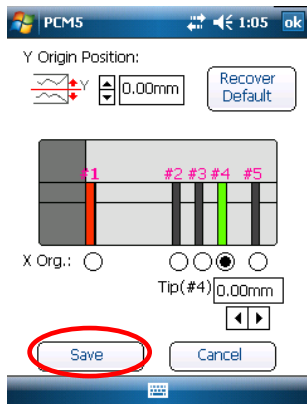 PCM5 1:05 ok
Y Origin Position:
Y 0.00mm
Recover
Default
#1 #2 #3 #4 #5
X Org.:
Tip(#4) 0.00mm
Save Cancel